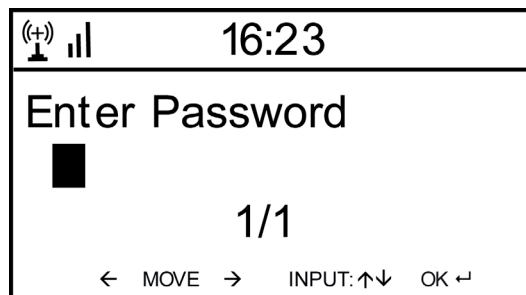 16:23
Enter Password
1/1
← MOVE → INPUT:↑↓ OK ↵